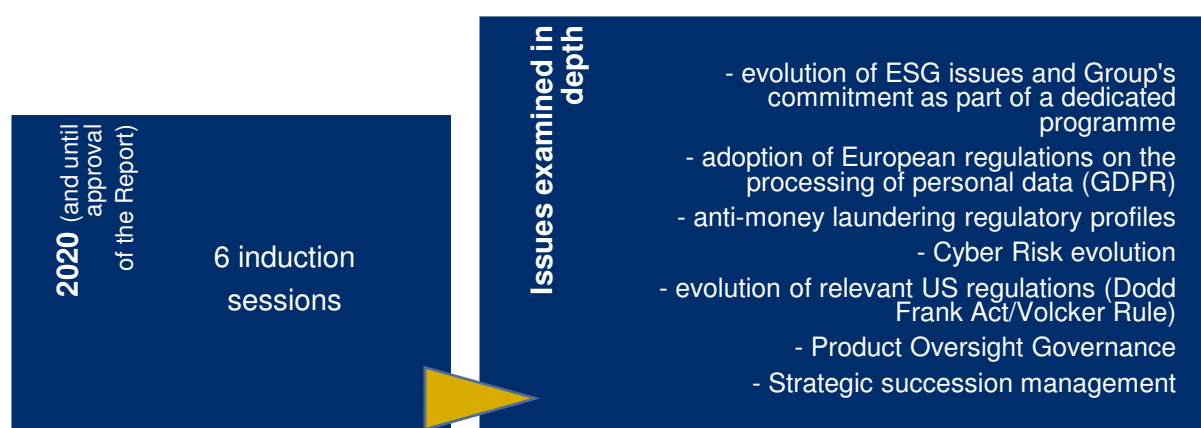 2020 (and until
approval
of the Report)
6 induction
sessions
Issues examined in
depth
- evolution of ESG issues and Group's
commitment as part of a dedicated
programme
- adoption of European regulations on the
processing of personal data (GDPR)
- anti-money laundering regulatory profiles
- Cyber Risk evolution
- evolution of relevant US regulations (Dodd
Frank Act/Volcker Rule)
- Product Oversight Governance
- Strategic succession management